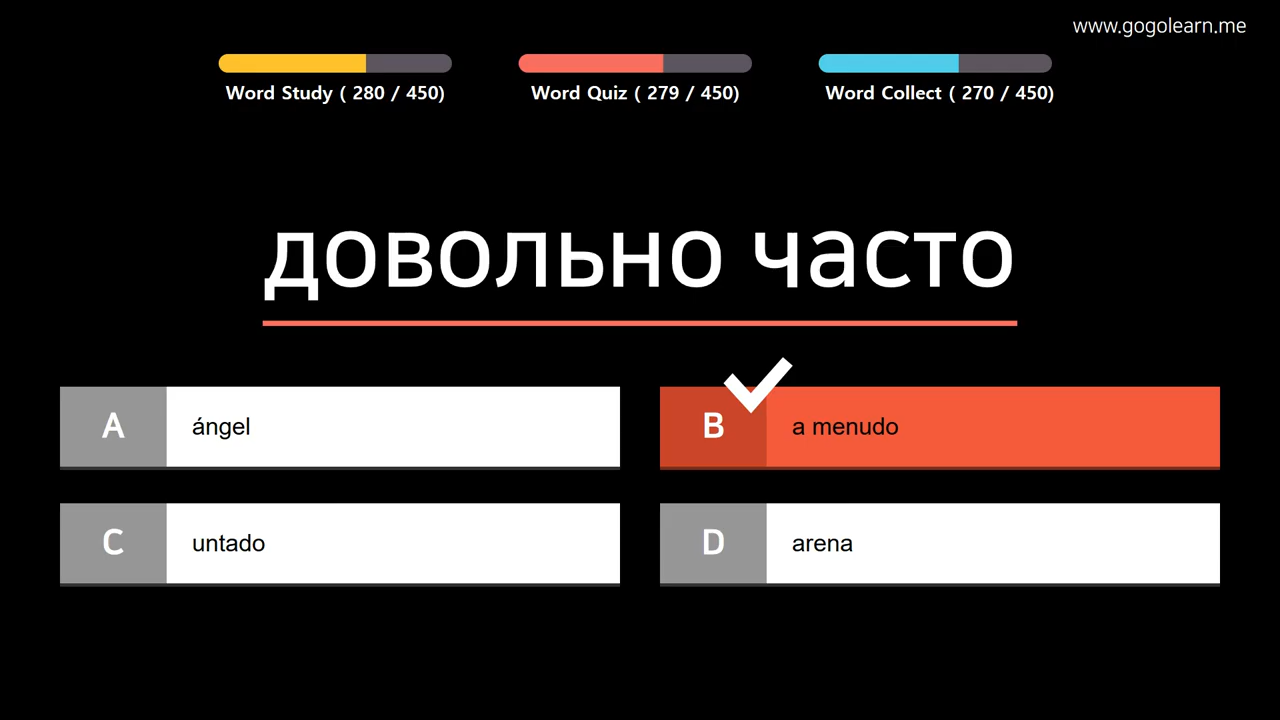 www.gogolearn.me
Word Study ( 280 / 450)
Word Quiz ( 279 / 450)
Word Collect ( 270 / 450)
довольно часто
A
ángel
B
a menudo
C
untado
D
arena